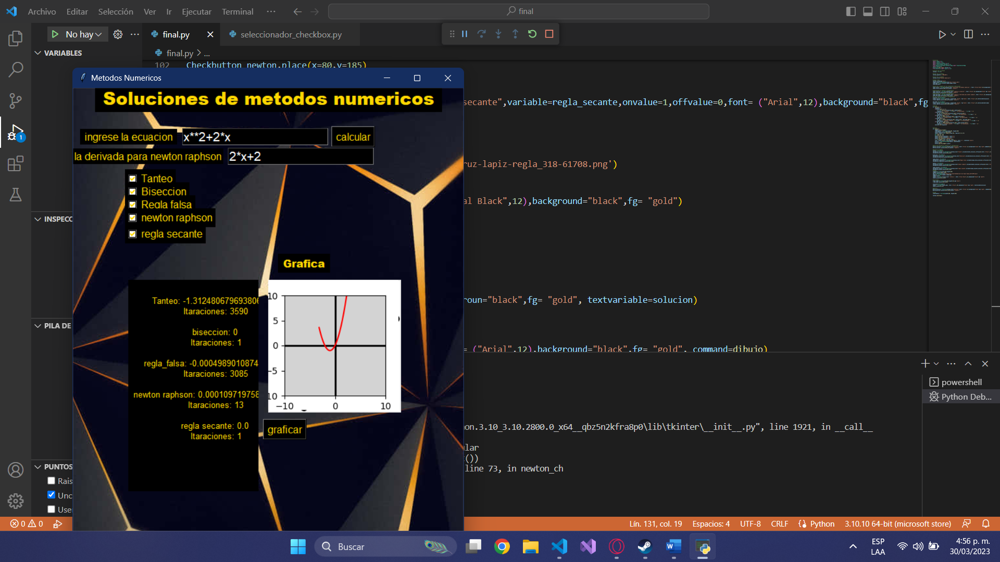 Archivo Editar Selección Ver Ir Ejecutar Terminal ··· final
No hay ··· final.py seleccionador_checkbox.py
VARIABLES
final.py > ...
102 Checkbutton_newton.place(x=80,y=185)
Metodos Numericos
Soluciones de metodos numericos
secante",variable=regla_secante,onvalue=1,offvalue=0,font= ("Arial",12),background="black",fg
ingrese la ecuacion x**2+2*x calcular
la derivada para newton raphson 2*x+2
ruz-lapiz-regla_318-61708.png')
Tanteo
Biseccion
Regla falsa
newton raphson
regla secante
al Black",12),background="black",fg= "gold")
INSPECC
Grafica
Tanteo: -1.312480679693806
Itaraciones: 3590
biseccion: 0
Itaraciones: 1
regla_falsa: -0.0004989010874
Itaraciones: 3085
newton raphson: 0.000109719758
Itaraciones: 13
regla secante: 0.0
Itaraciones: 1
10
5
0
-5
10
−10 0 10
graficar
roun="black",fg= "gold", textvariable=solucion)
PILA DE
= ("Arial",12),background="black",fg= "gold", command=dibujo)
powershell
Python Deb...
on.3.10_3.10.2800.0_x64__qbz5n2kfra8p0\lib\tkinter\__init__.py", line 1921, in __call__
lar
())
line 73, in newton_ch
PUNTOS
Rais
Unc
Use
0 0 Lín. 131, col. 19 Espacios: 4 UTF-8 CRLF Python 3.10.10 64-bit (microsoft store)
1
Buscar
ESP
LAA
4:56 p. m.
30/03/2023